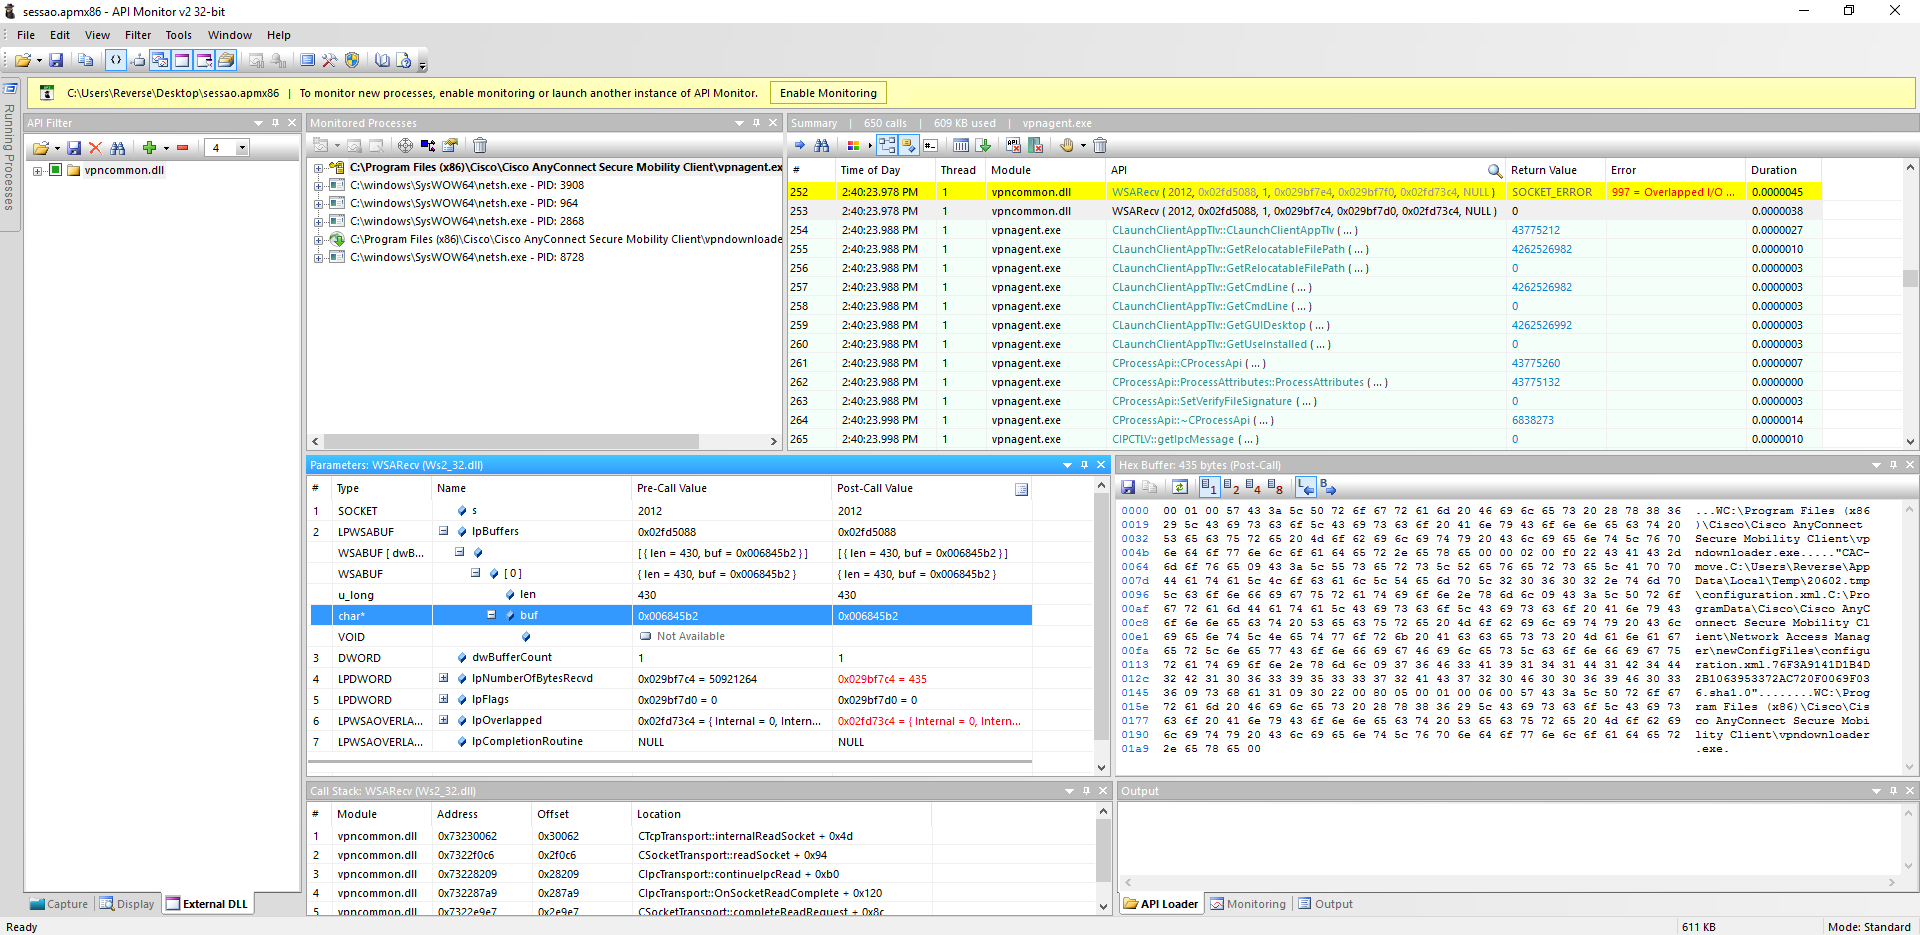 sessao.apmx86 - API Monitor v2 32-bit
File Edit View Filter Tools Window Help
C:\Users\Reverse\Desktop\sessao.apmx86 | To monitor new processes, enable monitoring or launch another instance of API Monitor. Enable Monitoring
Running Processes
API Filter
4
vpncommon.dll
Capture Display External DLL
Monitored Processes
C:\Program Files (x86)\Cisco\Cisco AnyConnect Secure Mobility Client\vpnagent.ex
C:\windows\SysWOW64\netsh.exe - PID: 3908
C:\windows\SysWOW64\netsh.exe - PID: 964
C:\windows\SysWOW64\netsh.exe - PID: 2868
C:\Program Files (x86)\Cisco\Cisco AnyConnect Secure Mobility Client\vpndownloade
C:\windows\SysWOW64\netsh.exe - PID: 8728
Summary | 650 calls | 609 KB used | vpnagent.exe
# Time of Day Thread Module API Return Value Error Duration
252 2:40:23.978 PM 1 vpncommon.dll WSARecv ( 2012, 0x02fd5088, 1, 0x029bf7e4, 0x029bf7f0, 0x02fd73c4, NULL ) SOCKET_ERROR 997 = Overlapped I/O ... 0.0000045
253 2:40:23.978 PM 1 vpncommon.dll WSARecv ( 2012, 0x02fd5088, 1, 0x029bf7c4, 0x029bf7d0, 0x02fd73c4, NULL ) 0 0.0000038
254 2:40:23.988 PM 1 vpnagent.exe CLaunchClientAppTlv::CLaunchClientAppTlv ( ... ) 43775212 0.0000027
255 2:40:23.988 PM 1 vpnagent.exe CLaunchClientAppTlv::GetRelocatableFilePath ( ... ) 4262526982 0.0000010
256 2:40:23.988 PM 1 vpnagent.exe CLaunchClientAppTlv::GetRelocatableFilePath ( ... ) 0 0.0000003
257 2:40:23.988 PM 1 vpnagent.exe CLaunchClientAppTlv::GetCmdLine ( ... ) 4262526982 0.0000003
258 2:40:23.988 PM 1 vpnagent.exe CLaunchClientAppTlv::GetCmdLine ( ... ) 0 0.0000003
259 2:40:23.988 PM 1 vpnagent.exe CLaunchClientAppTlv::GetGUIDesktop ( ... ) 4262526992 0.0000003
260 2:40:23.988 PM 1 vpnagent.exe CLaunchClientAppTlv::GetUseInstalled ( ... ) 0 0.0000003
261 2:40:23.988 PM 1 vpnagent.exe CProcessApi::CProcessApi ( ... ) 43775260 0.0000007
262 2:40:23.988 PM 1 vpnagent.exe CProcessApi::ProcessAttributes::ProcessAttributes ( ... ) 43775132 0.0000000
263 2:40:23.988 PM 1 vpnagent.exe CProcessApi::SetVerifyFileSignature ( ... ) 0 0.0000003
264 2:40:23.988 PM 1 vpnagent.exe CProcessApi::~CProcessApi ( ... ) 6838273 0.0000014
265 2:40:23.998 PM 1 vpnagent.exe CIPCTLV::getIpcMessage ( ... ) 0 0.0000010
Parameters: WSARecv (Ws2_32.dll)
# Type Name Pre-Call Value Post-Call Value
1 SOCKET s 2012 2012
2 LPWSABUF lpBuffers 0x02fd5088 0x02fd5088
WSABUF [ dwB... [ { len = 430, buf = 0x006845b2 } ] [ { len = 430, buf = 0x006845b2 } ]
WSABUF [ 0 ] { len = 430, buf = 0x006845b2 } { len = 430, buf = 0x006845b2 }
u_long len 430 430
char* buf 0x006845b2 0x006845b2
VOID Not Available
3 DWORD dwBufferCount 1 1
4 LPDWORD lpNumberOfBytesRecvd 0x029bf7c4 = 50921264 0x029bf7c4 = 435
5 LPDWORD lpFlags 0x029bf7d0 = 0 0x029bf7d0 = 0
6 LPWSAOVERLA... lpOverlapped 0x02fd73c4 = { Internal = 0, Intern... 0x02fd73c4 = { Internal = 0, Intern...
7 LPWSAOVERLA... lpCompletionRoutine NULL NULL
Hex Buffer: 435 bytes (Post-Call)
1 2 4 8 L B
0000 00 01 00 57 43 3a 5c 50 72 6f 67 72 61 6d 20 46 69 6c 65 73 20 28 78 38 36 ...WC:\Program Files (x86
0019 29 5c 43 69 73 63 6f 5c 43 69 73 63 6f 20 41 6e 79 43 6f 6e 6e 65 63 74 20 )\Cisco\Cisco AnyConnect
0032 53 65 63 75 72 65 20 4d 6f 62 69 6c 69 74 79 20 43 6c 69 65 6e 74 5c 76 70 Secure Mobility Client\vp
004b 6e 64 6f 77 6e 6c 6f 61 64 65 72 2e 65 78 65 00 00 02 00 f0 22 43 41 43 2d ndownloader.exe....."CAC-
0064 6d 6f 76 65 09 43 3a 5c 55 73 65 72 73 5c 52 65 76 65 72 73 65 5c 41 70 70 move.C:\Users\Reverse\App
007d 44 61 74 61 5c 4c 6f 63 61 6c 5c 54 65 6d 70 5c 32 30 36 30 32 2e 74 6d 70 Data\Local\Temp\20602.tmp
0096 5c 63 6f 6e 66 69 67 75 72 61 74 69 6f 6e 2e 78 6d 6c 09 43 3a 5c 50 72 6f \configuration.xml.C:\Pro
00af 67 72 61 6d 44 61 74 61 5c 43 69 73 63 6f 5c 43 69 73 63 6f 20 41 6e 79 43 gramData\Cisco\Cisco AnyC
00c8 6f 6e 6e 65 63 74 20 53 65 63 75 72 65 20 4d 6f 62 69 6c 69 74 79 20 43 6c onnect Secure Mobility Cl
00e1 69 65 6e 74 5c 4e 65 74 77 6f 72 6b 20 41 63 63 65 73 73 20 4d 61 6e 61 67 ient\Network Access Manag
00fa 65 72 5c 6e 65 77 43 6f 6e 66 69 67 46 69 6c 65 73 5c 63 6f 6e 66 69 67 75 er\newConfigFiles\configu
0113 72 61 74 69 6f 6e 2e 78 6d 6c 09 37 36 46 33 41 39 31 34 31 44 31 42 34 44 ration.xml.76F3A9141D1B4D
012c 32 42 31 30 36 33 39 35 33 33 37 32 41 43 37 32 30 46 30 30 36 39 46 30 33 2B1063953372AC720F0069F03
0145 36 09 73 68 61 31 09 30 22 00 80 05 00 01 00 06 00 57 43 3a 5c 50 72 6f 67 6.sha1.0"........WC:\Prog
015e 72 61 6d 20 46 69 6c 65 73 20 28 78 38 36 29 5c 43 69 73 63 6f 5c 43 69 73 ram Files (x86)\Cisco\Cis
0177 63 6f 20 41 6e 79 43 6f 6e 6e 65 63 74 20 53 65 63 75 72 65 20 4d 6f 62 69 co AnyConnect Secure Mobi
0190 6c 69 74 79 20 43 6c 69 65 6e 74 5c 76 70 6e 64 6f 77 6e 6c 6f 61 64 65 72 lity Client\vpndownloader
01a9 2e 65 78 65 00 .exe.
Call Stack: WSARecv (Ws2_32.dll)
# Module Address Offset Location
1 vpncommon.dll 0x73230062 0x30062 CTcpTransport::internalReadSocket + 0x4d
2 vpncommon.dll 0x7322f0c6 0x2f0c6 CSocketTransport::readSocket + 0x94
3 vpncommon.dll 0x73228209 0x28209 CIpcTransport::continueIpcRead + 0xb0
4 vpncommon.dll 0x732287a9 0x287a9 CIpcTransport::OnSocketReadComplete + 0x120
5 vpncommon.dll 0x7322e9e7 0x2e9e7 CSocketTransport::completeReadRequest + 0x8c
Output
API Loader Monitoring Output
Ready 611 KB Mode: Standard